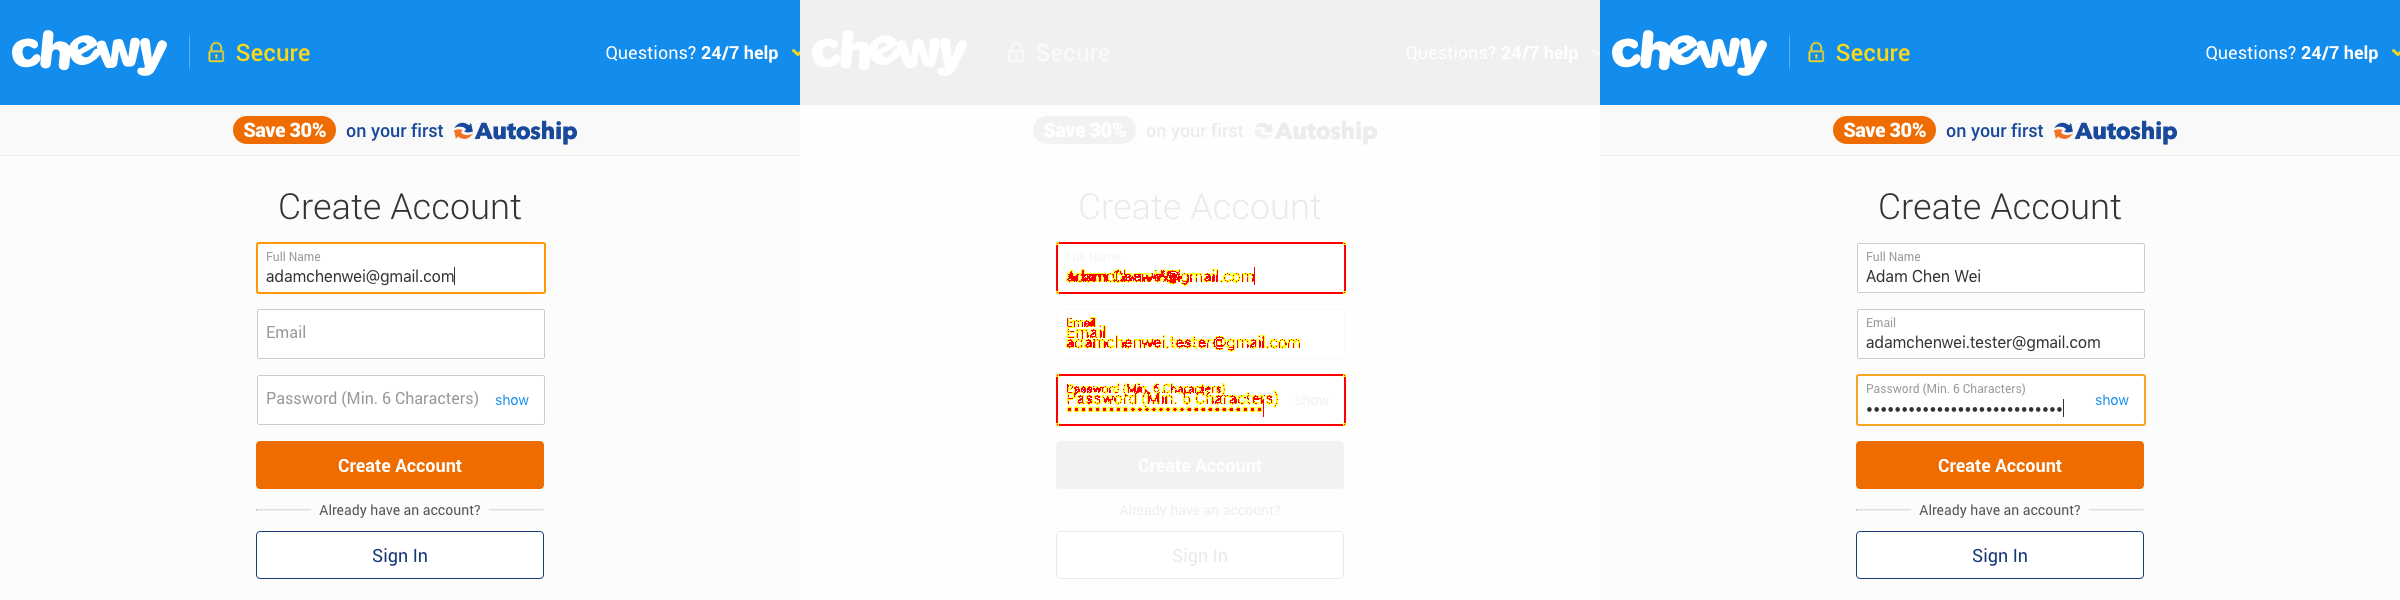 chewy Secure Questions? 24/7 help
Save 30% on your first Autoship
Create Account
Full Name
adamchenwei@gmail.com
Email
Password (Min. 6 Characters) show
Create Account
Already have an account?
Sign In
chewy Secure Questions? 24/7 help
Save 30% on your first Autoship
Create Account
Full Name
Email
Email
adamchenwei.tester@gmail.com
Password (Min. 6 Characters)
Password (Min. 6 Characters) show
Create Account
Already have an account?
Sign In
chewy Secure Questions? 24/7 help
Save 30% on your first Autoship
Create Account
Full Name
Adam Chen Wei
Email
adamchenwei.tester@gmail.com
Password (Min. 6 Characters)
show
Create Account
Already have an account?
Sign In